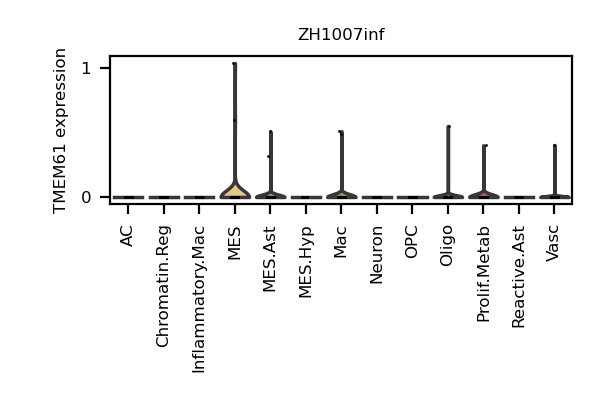 ZH1007inf
TMEM61 expression
1
0
AC
Chromatin.Reg
Inflammatory.Mac
MES
MES.Ast
MES.Hyp
Mac
Neuron
OPC
Oligo
Prolif.Metab
Reactive.Ast
Vasc